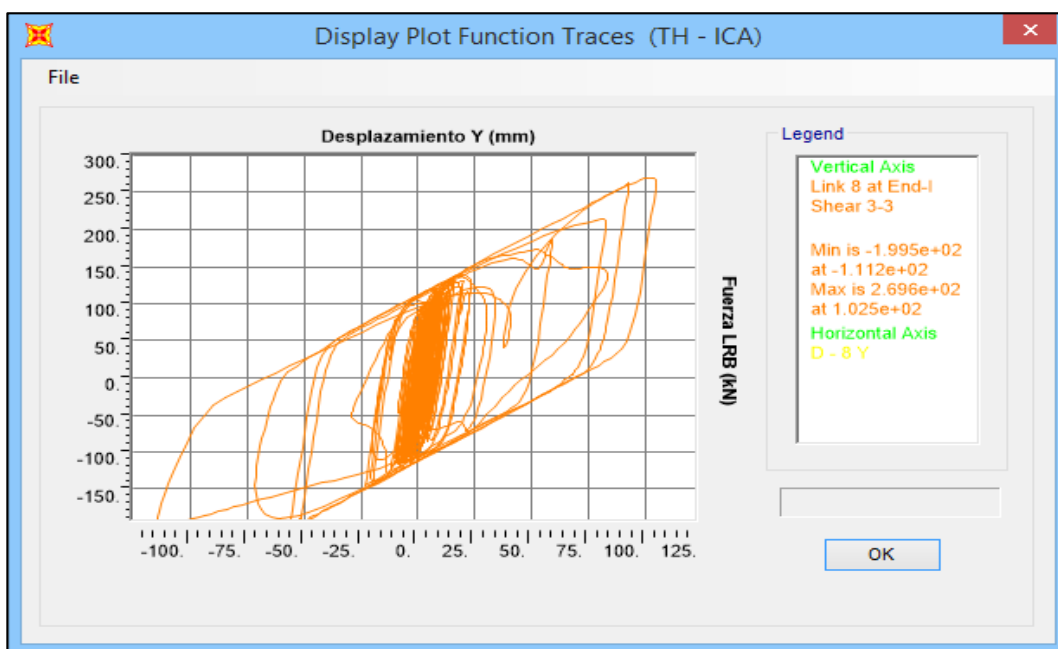 Display Plot Function Traces (TH - ICA)
File
Desplazamiento Y (mm)
300.
250.
200.
150.
100.
50.
0.
-50.
-100.
-150.
-100. -75. -50. -25. 0. 25. 50. 75. 100. 125.
Fuerza LRB (kN)
Legend
Vertical Axis
Link 8 at End-I
Shear 3-3
Min is -1.995e+02
at -1.112e+02
Max is 2.696e+02
at 1.025e+02
Horizontal Axis
D - 8 Y
OK